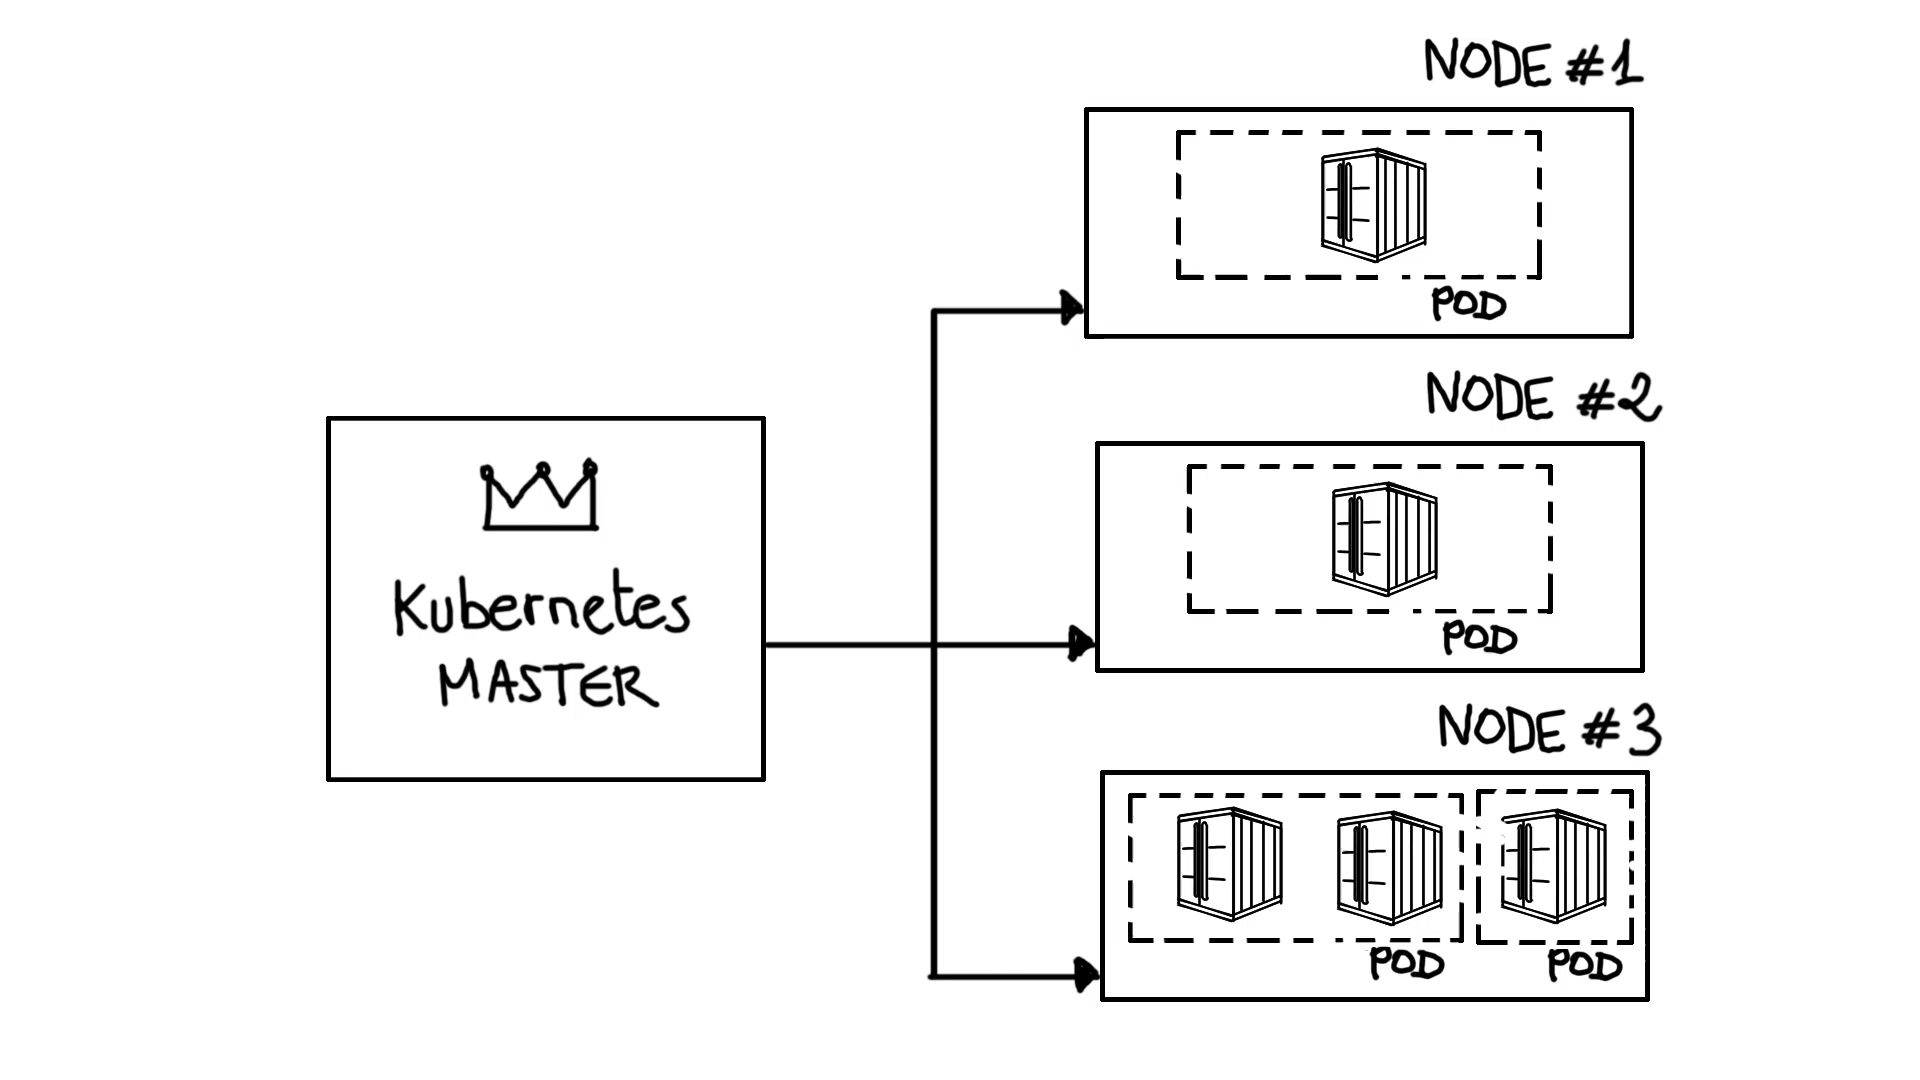 NODE #1
POD
NODE #2
Kubernetes
MASTER
POD
NODE #3
POD
POD